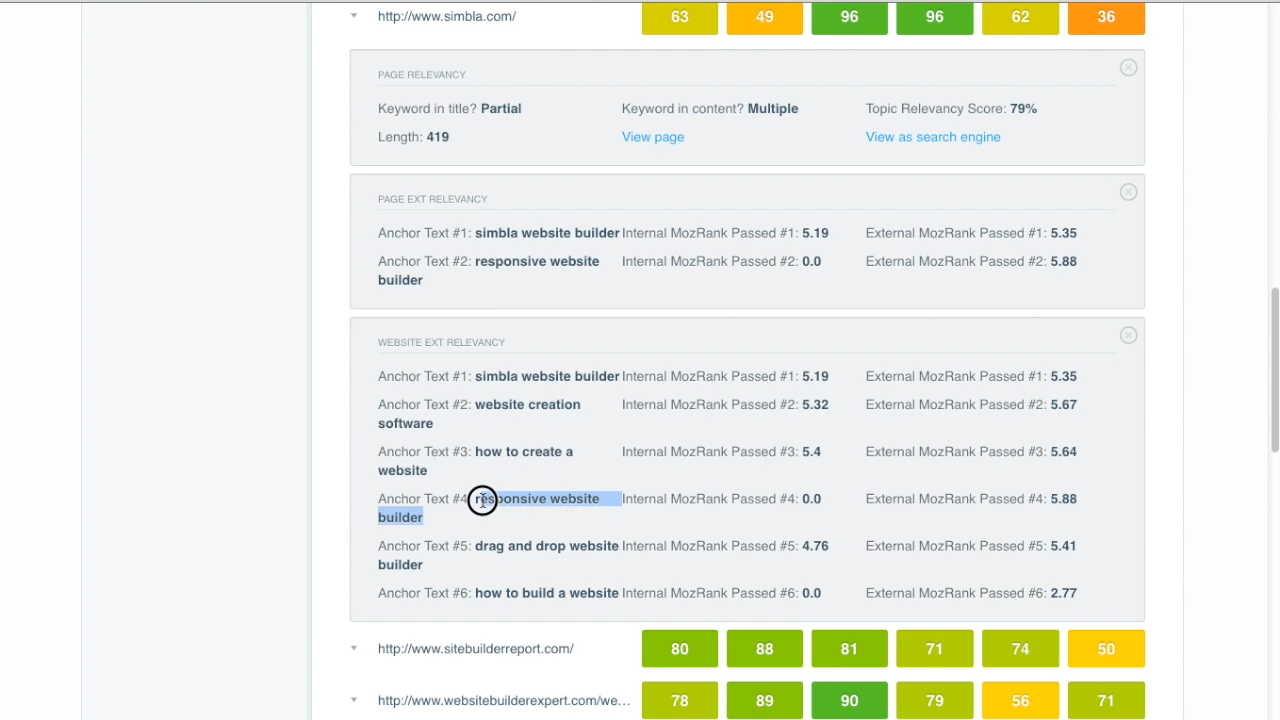 http://www.simbla.com/ 63 49 96 96 62 36
PAGE RELEVANCY
Keyword in title? Partial Keyword in content? Multiple Topic Relevancy Score: 79%
Length: 419 View page View as search engine
PAGE EXT RELEVANCY
Anchor Text #1: simbla website builder Internal MozRank Passed #1: 5.19 External MozRank Passed #1: 5.35
Anchor Text #2: responsive website Internal MozRank Passed #2: 0.0 External MozRank Passed #2: 5.88
builder
WEBSITE EXT RELEVANCY
Anchor Text #1: simbla website builder Internal MozRank Passed #1: 5.19 External MozRank Passed #1: 5.35
Anchor Text #2: website creation Internal MozRank Passed #2: 5.32 External MozRank Passed #2: 5.67
software
Anchor Text #3: how to create a Internal MozRank Passed #3: 5.4 External MozRank Passed #3: 5.64
website
Anchor Text #4: responsive website Internal MozRank Passed #4: 0.0 External MozRank Passed #4: 5.88
builder
Anchor Text #5: drag and drop website Internal MozRank Passed #5: 4.76 External MozRank Passed #5: 5.41
builder
Anchor Text #6: how to build a website Internal MozRank Passed #6: 0.0 External MozRank Passed #6: 2.77
http://www.sitebuilderreport.com/ 80 88 81 71 74 50
http://www.websitebuilderexpert.com/we... 78 89 90 79 56 71